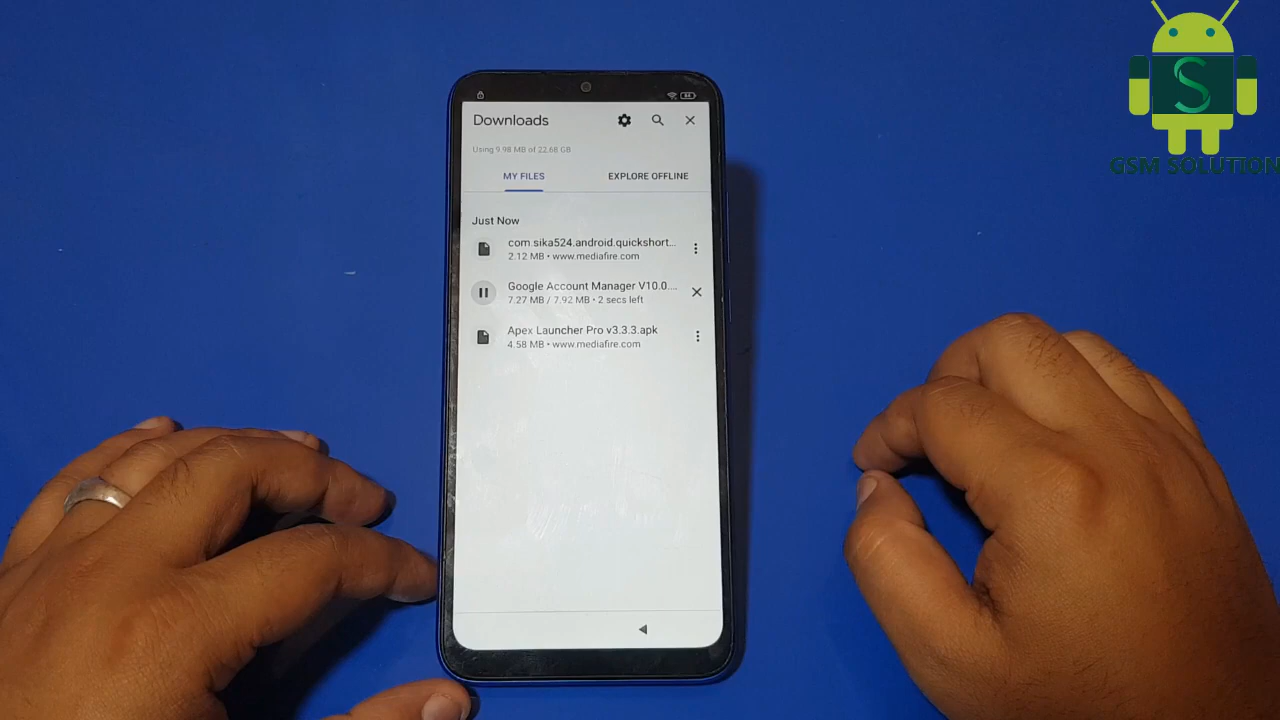 84
Downloads
Using 9.98 MB of 22.68 GB
MY FILES
EXPLORE OFFLINE
Just Now
com.sika524.android.quickshort...
2.12 MB • www.mediafire.com
Google Account Manager V10.0....
7.27 MB / 7.92 MB • 2 secs left
Apex Launcher Pro v3.3.3.apk
4.58 MB • www.mediafire.com
S
GSM SOLUTION